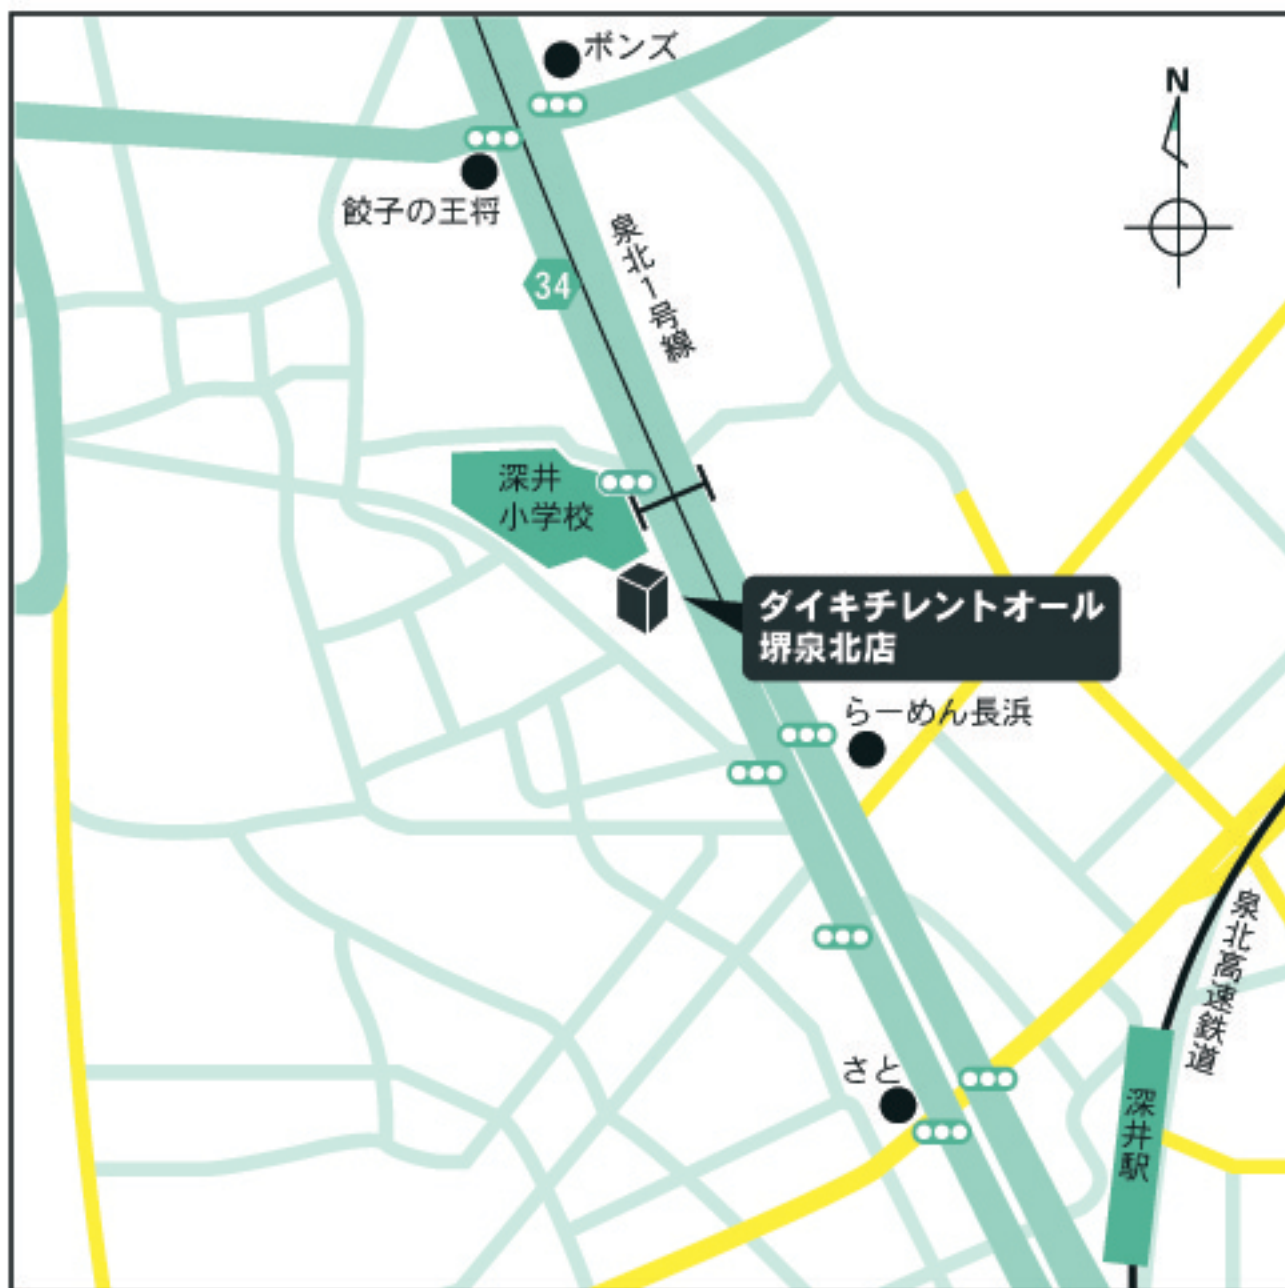 ボンズ
N
餃子の王将
泉北1号線
34
深井
小学校
ダイキチレントオール
堺泉北店
らーめん長浜
泉北高速鉄道
さと
深井駅